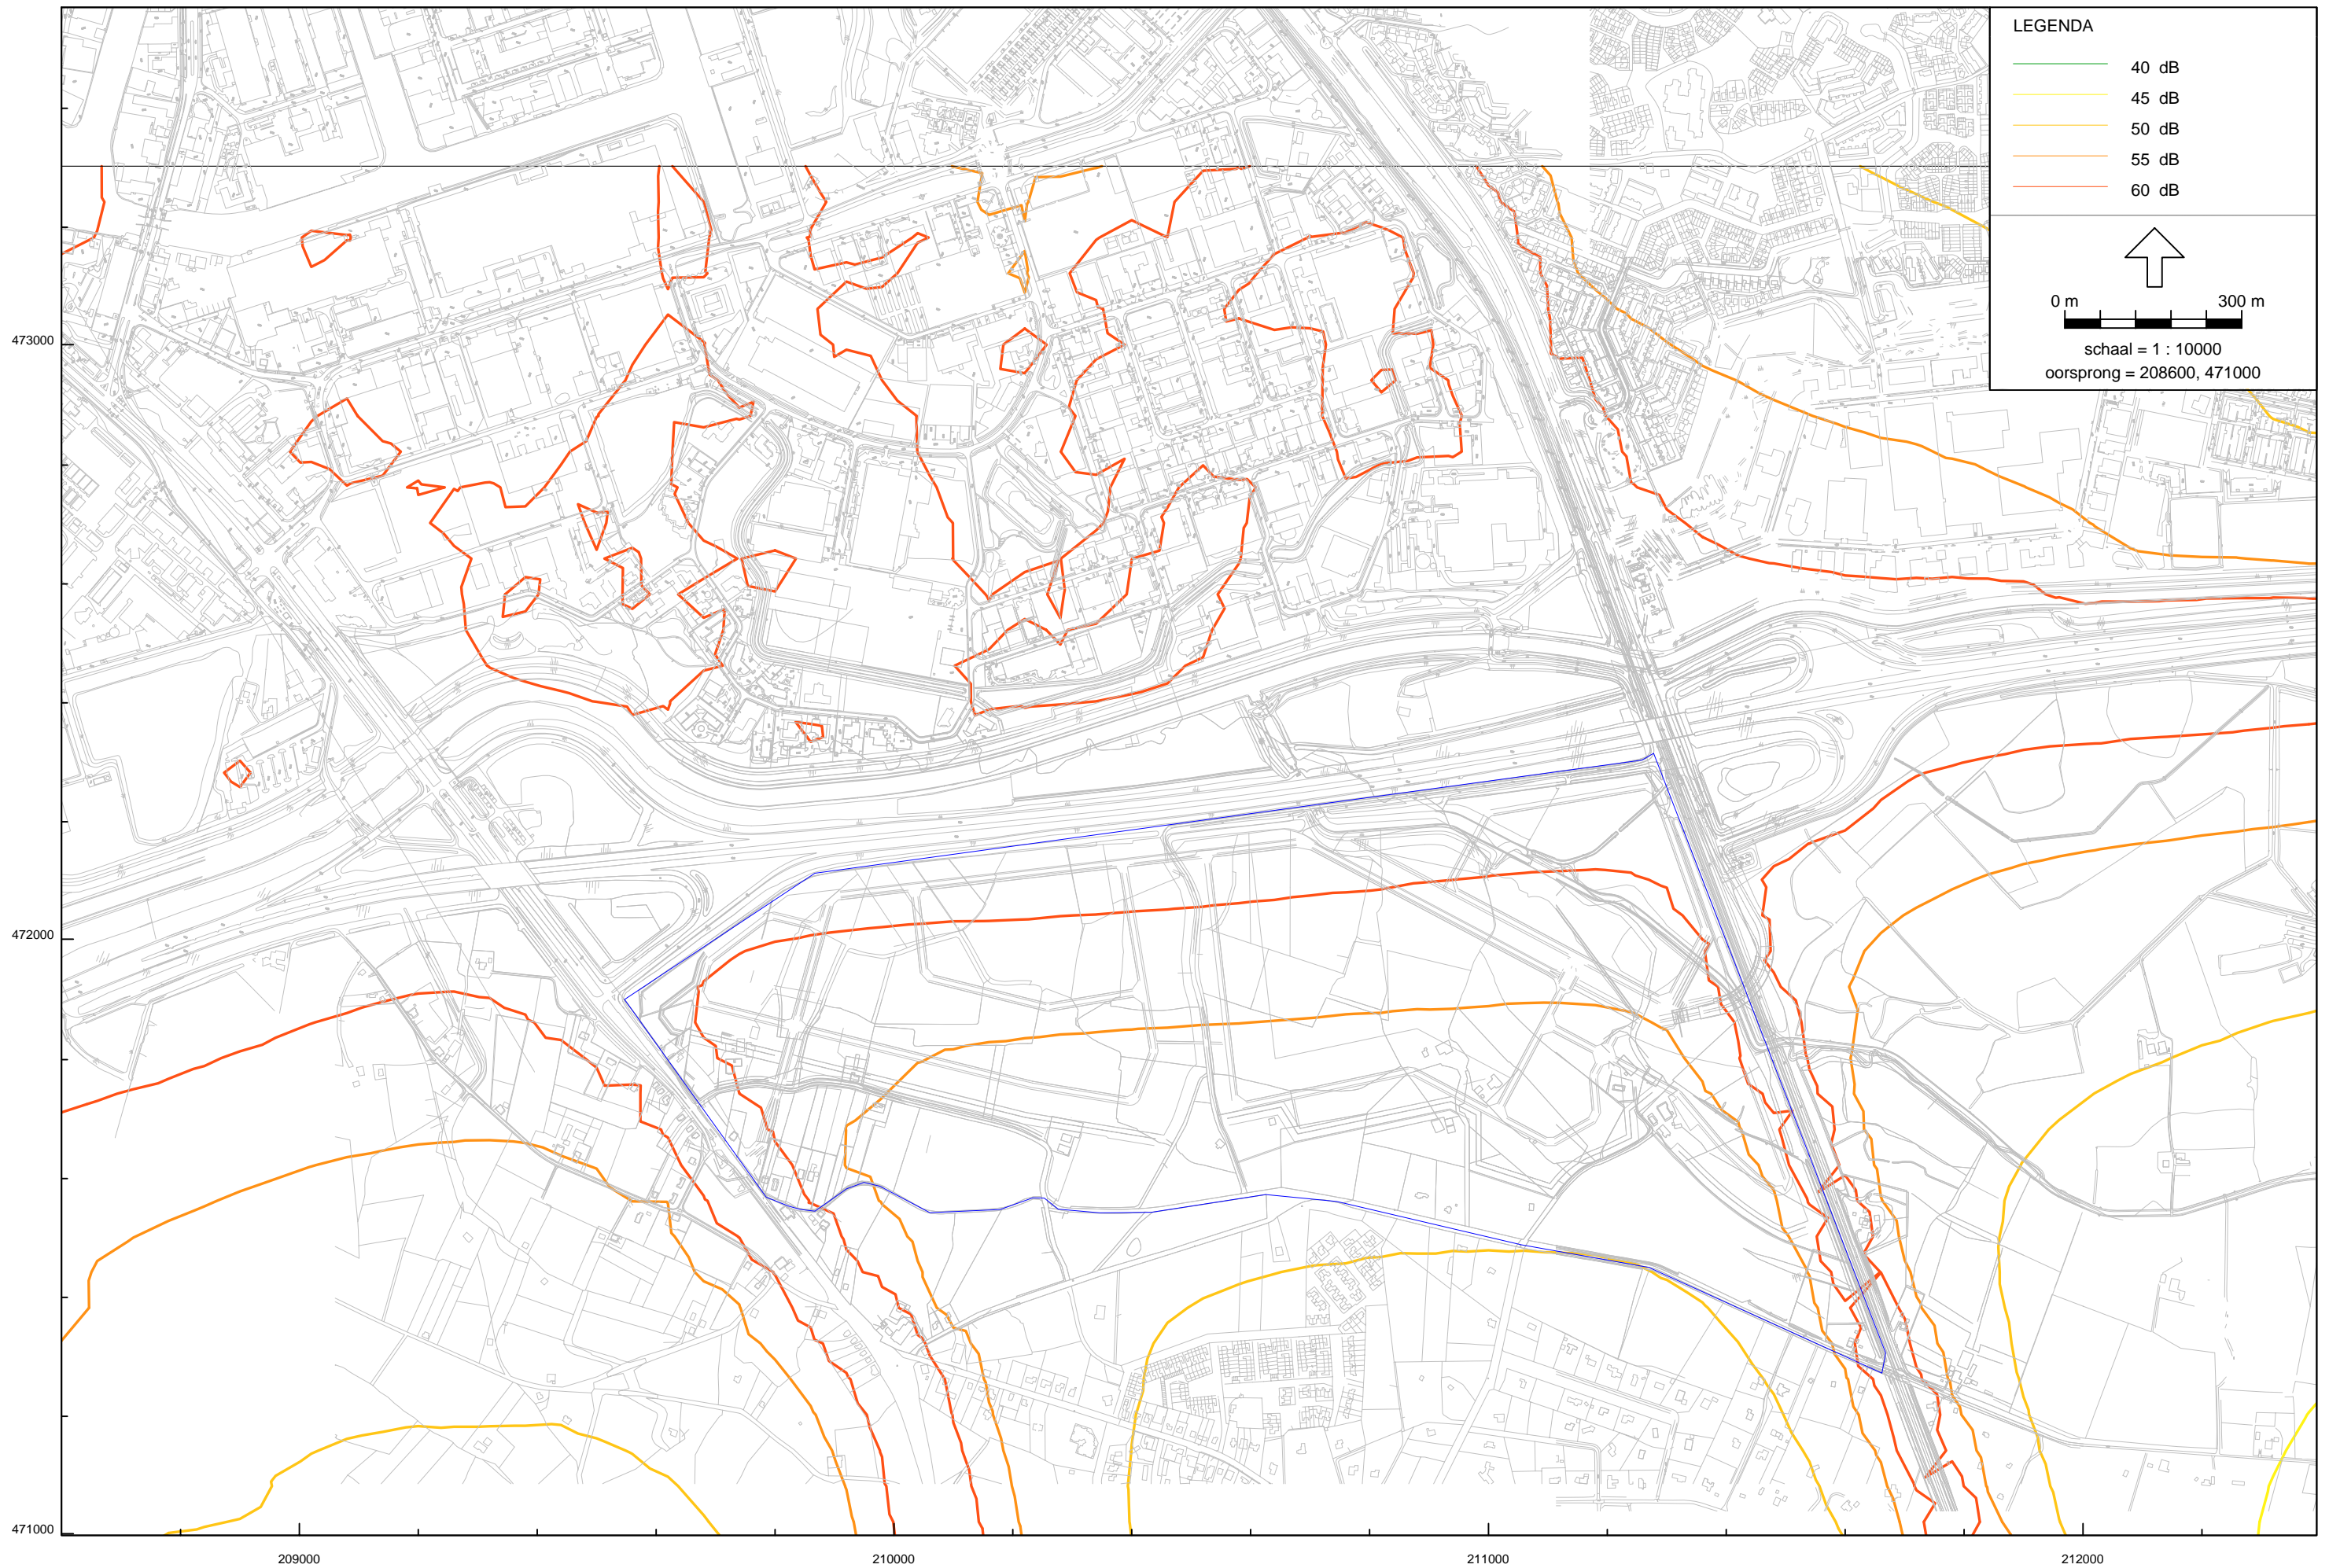 LEGENDA
40 dB
45 dB
50 dB
55 dB
60 dB
0 m 300 m
schaal = 1 : 10000
oorsprong = 208600, 471000
473000
472000
471000
209000 210000 211000 212000